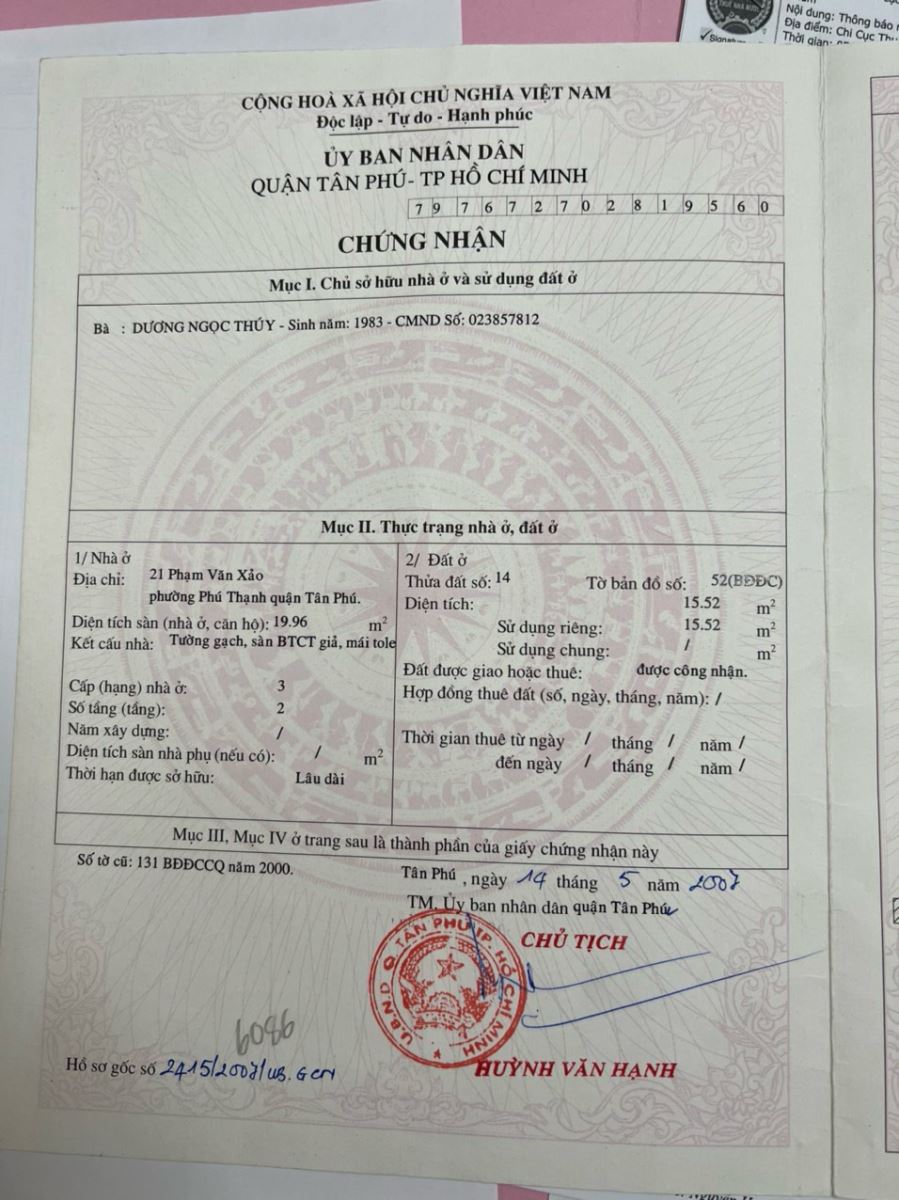 Nội dung: Thông báo
Địa điểm: Chi Cục Thu
Thời gian:
CỘNG HOÀ XÃ HỘI CHỦ NGHĨA VIỆT NAM
Độc lập - Tự do - Hạnh phúc
ỦY BAN NHÂN DÂN
QUẬN TÂN PHÚ- TP HỒ CHÍ MINH
7 9 7 6 7 2 7 0 2 8 1 9 5 6 0
CHỨNG NHẬN
Mục I. Chủ sở hữu nhà ở và sử dụng đất ở
Bà : DƯƠNG NGỌC THÚY - Sinh năm: 1983 - CMND Số: 023857812
Mục II. Thực trạng nhà ở, đất ở
1/ Nhà ở
Địa chỉ: 21 Phạm Văn Xảo
phường Phú Thạnh quận Tân Phú.
Diện tích sàn (nhà ở, căn hộ): 19.96 m²
Kết cấu nhà: Tường gạch, sàn BTCT giả, mái tole
Cấp (hạng) nhà ở: 3
Số tầng (tầng): 2
Năm xây dựng: /
Diện tích sàn nhà phụ (nếu có): / m²
Thời hạn được sở hữu: Lâu dài
2/ Đất ở
Thửa đất số: 14 Tờ bản đồ số: 52(BĐĐC)
Diện tích: 15.52 m²
Sử dụng riêng: 15.52 m²
Sử dụng chung: / m²
Đất được giao hoặc thuê: được công nhận.
Hợp đồng thuê đất (số, ngày, tháng, năm): /
Thời gian thuê từ ngày / tháng / năm /
đến ngày / tháng / năm /
Mục III, Mục IV ở trang sau là thành phần của giấy chứng nhận này
Số tờ cũ: 131 BĐĐCCQ năm 2000.
Tân Phú , ngày 14 tháng 5 năm 2007
TM. Ủy ban nhân dân quận Tân Phú
CHỦ TỊCH
U.B.N.D Q TÂN PHÚ TP. HỒ CHÍ MINH
6086
Hồ sơ gốc số 2415/2007/UB.GCN
HUỲNH VĂN HẠNH